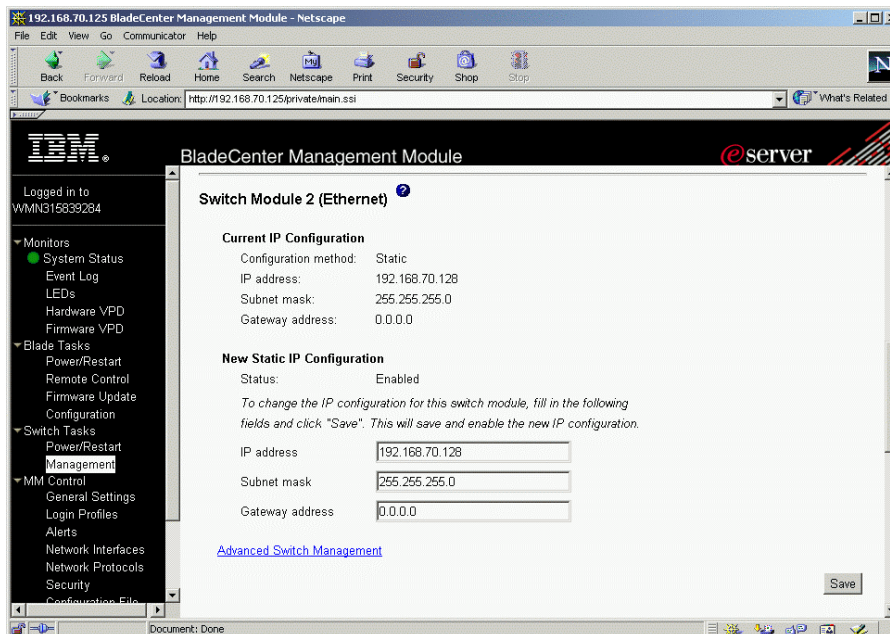 192.168.70.125 BladeCenter Management Module - Netscape
File Edit View Go Communicator Help
Back Forward Reload Home Search Netscape Print Security Shop Stop
My
N
Bookmarks Location: http://192.168.70.125/private/main.ssi What's Related
IBM BladeCenter Management Module eserver
Logged in to
WMN315839284
Monitors
System Status
Event Log
LEDs
Hardware VPD
Firmware VPD
Blade Tasks
Power/Restart
Remote Control
Firmware Update
Configuration
Switch Tasks
Power/Restart
Management
MM Control
General Settings
Login Profiles
Alerts
Network Interfaces
Network Protocols
Security
Configuration File
Switch Module 2 (Ethernet) ?
Current IP Configuration
Configuration method: Static
IP address: 192.168.70.128
Subnet mask: 255.255.255.0
Gateway address: 0.0.0.0
New Static IP Configuration
Status: Enabled
To change the IP configuration for this switch module, fill in the following
fields and click "Save". This will save and enable the new IP configuration.
IP address 192.168.70.128
Subnet mask 255.255.255.0
Gateway address 0.0.0.0
Advanced Switch Management
Save
Document: Done